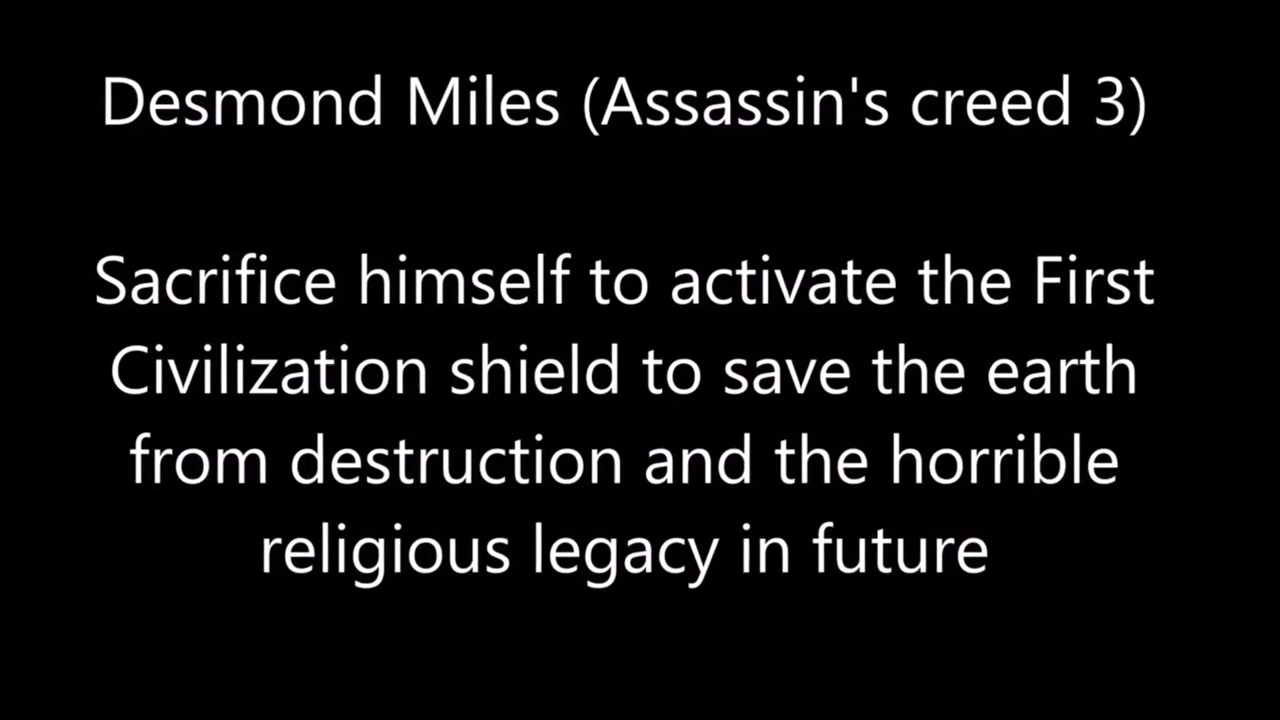 Desmond Miles (Assassin's creed 3)
Sacrifice himself to activate the First
Civilization shield to save the earth
from destruction and the horrible
religious legacy in future